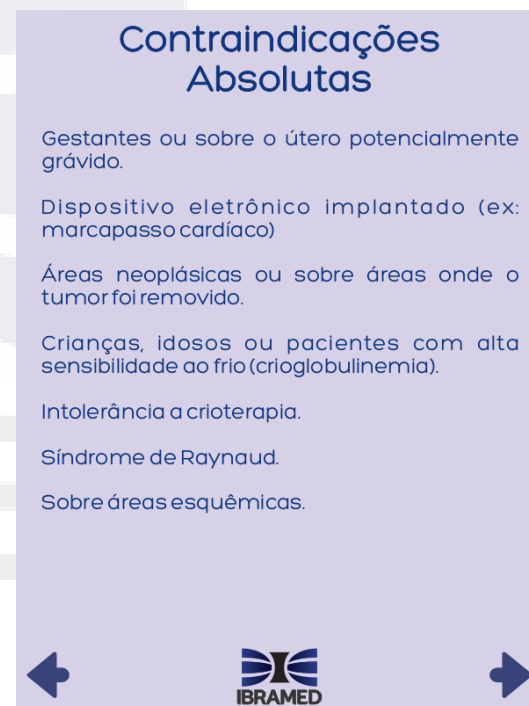 Contraindicações
Absolutas
Gestantes ou sobre o útero potencialmente
grávido.
Dispositivo eletrônico implantado (ex:
marcapasso cardíaco)
Áreas neoplásicas ou sobre áreas onde o
tumor foi removido.
Crianças, idosos ou pacientes com alta
sensibilidade ao frio (crioglobulinemia).
Intolerância a crioterapia.
Síndrome de Raynaud.
Sobre áreas esquêmicas.
IBRAMED